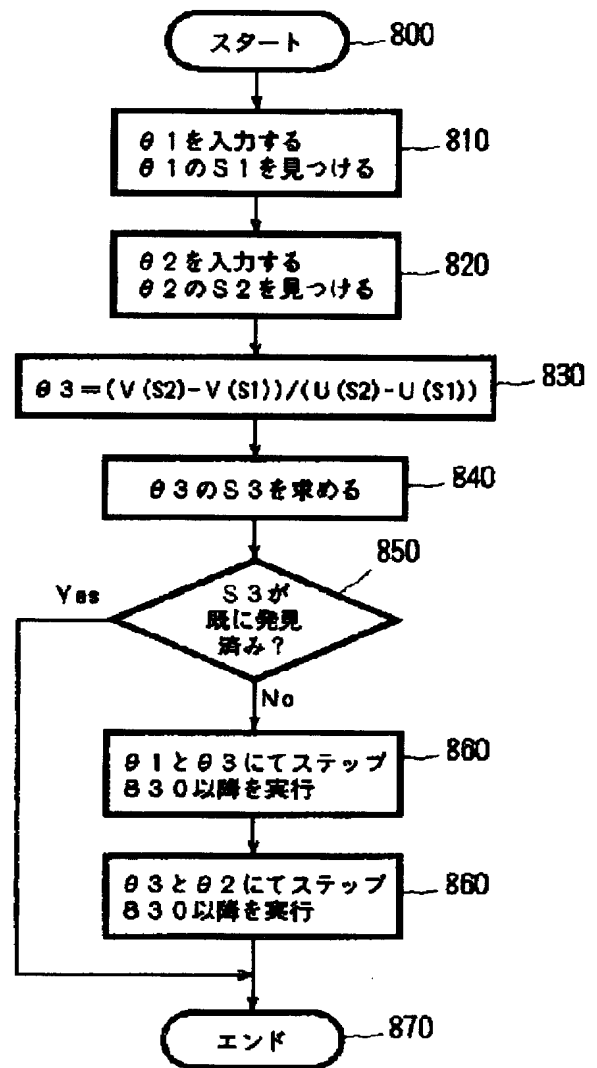 スタート
800
θ1を入力する
θ1のS1を見つける
810
θ2を入力する
θ2のS2を見つける
820
θ3=(V(S2)-V(S1))/(U(S2)-U(S1))
830
θ3のS3を求める
840
850
Yes
S3が
既に発見
済み?
No
θ1とθ3にてステップ
830以降を実行
860
θ3とθ2にてステップ
830以降を実行
860
エンド
870